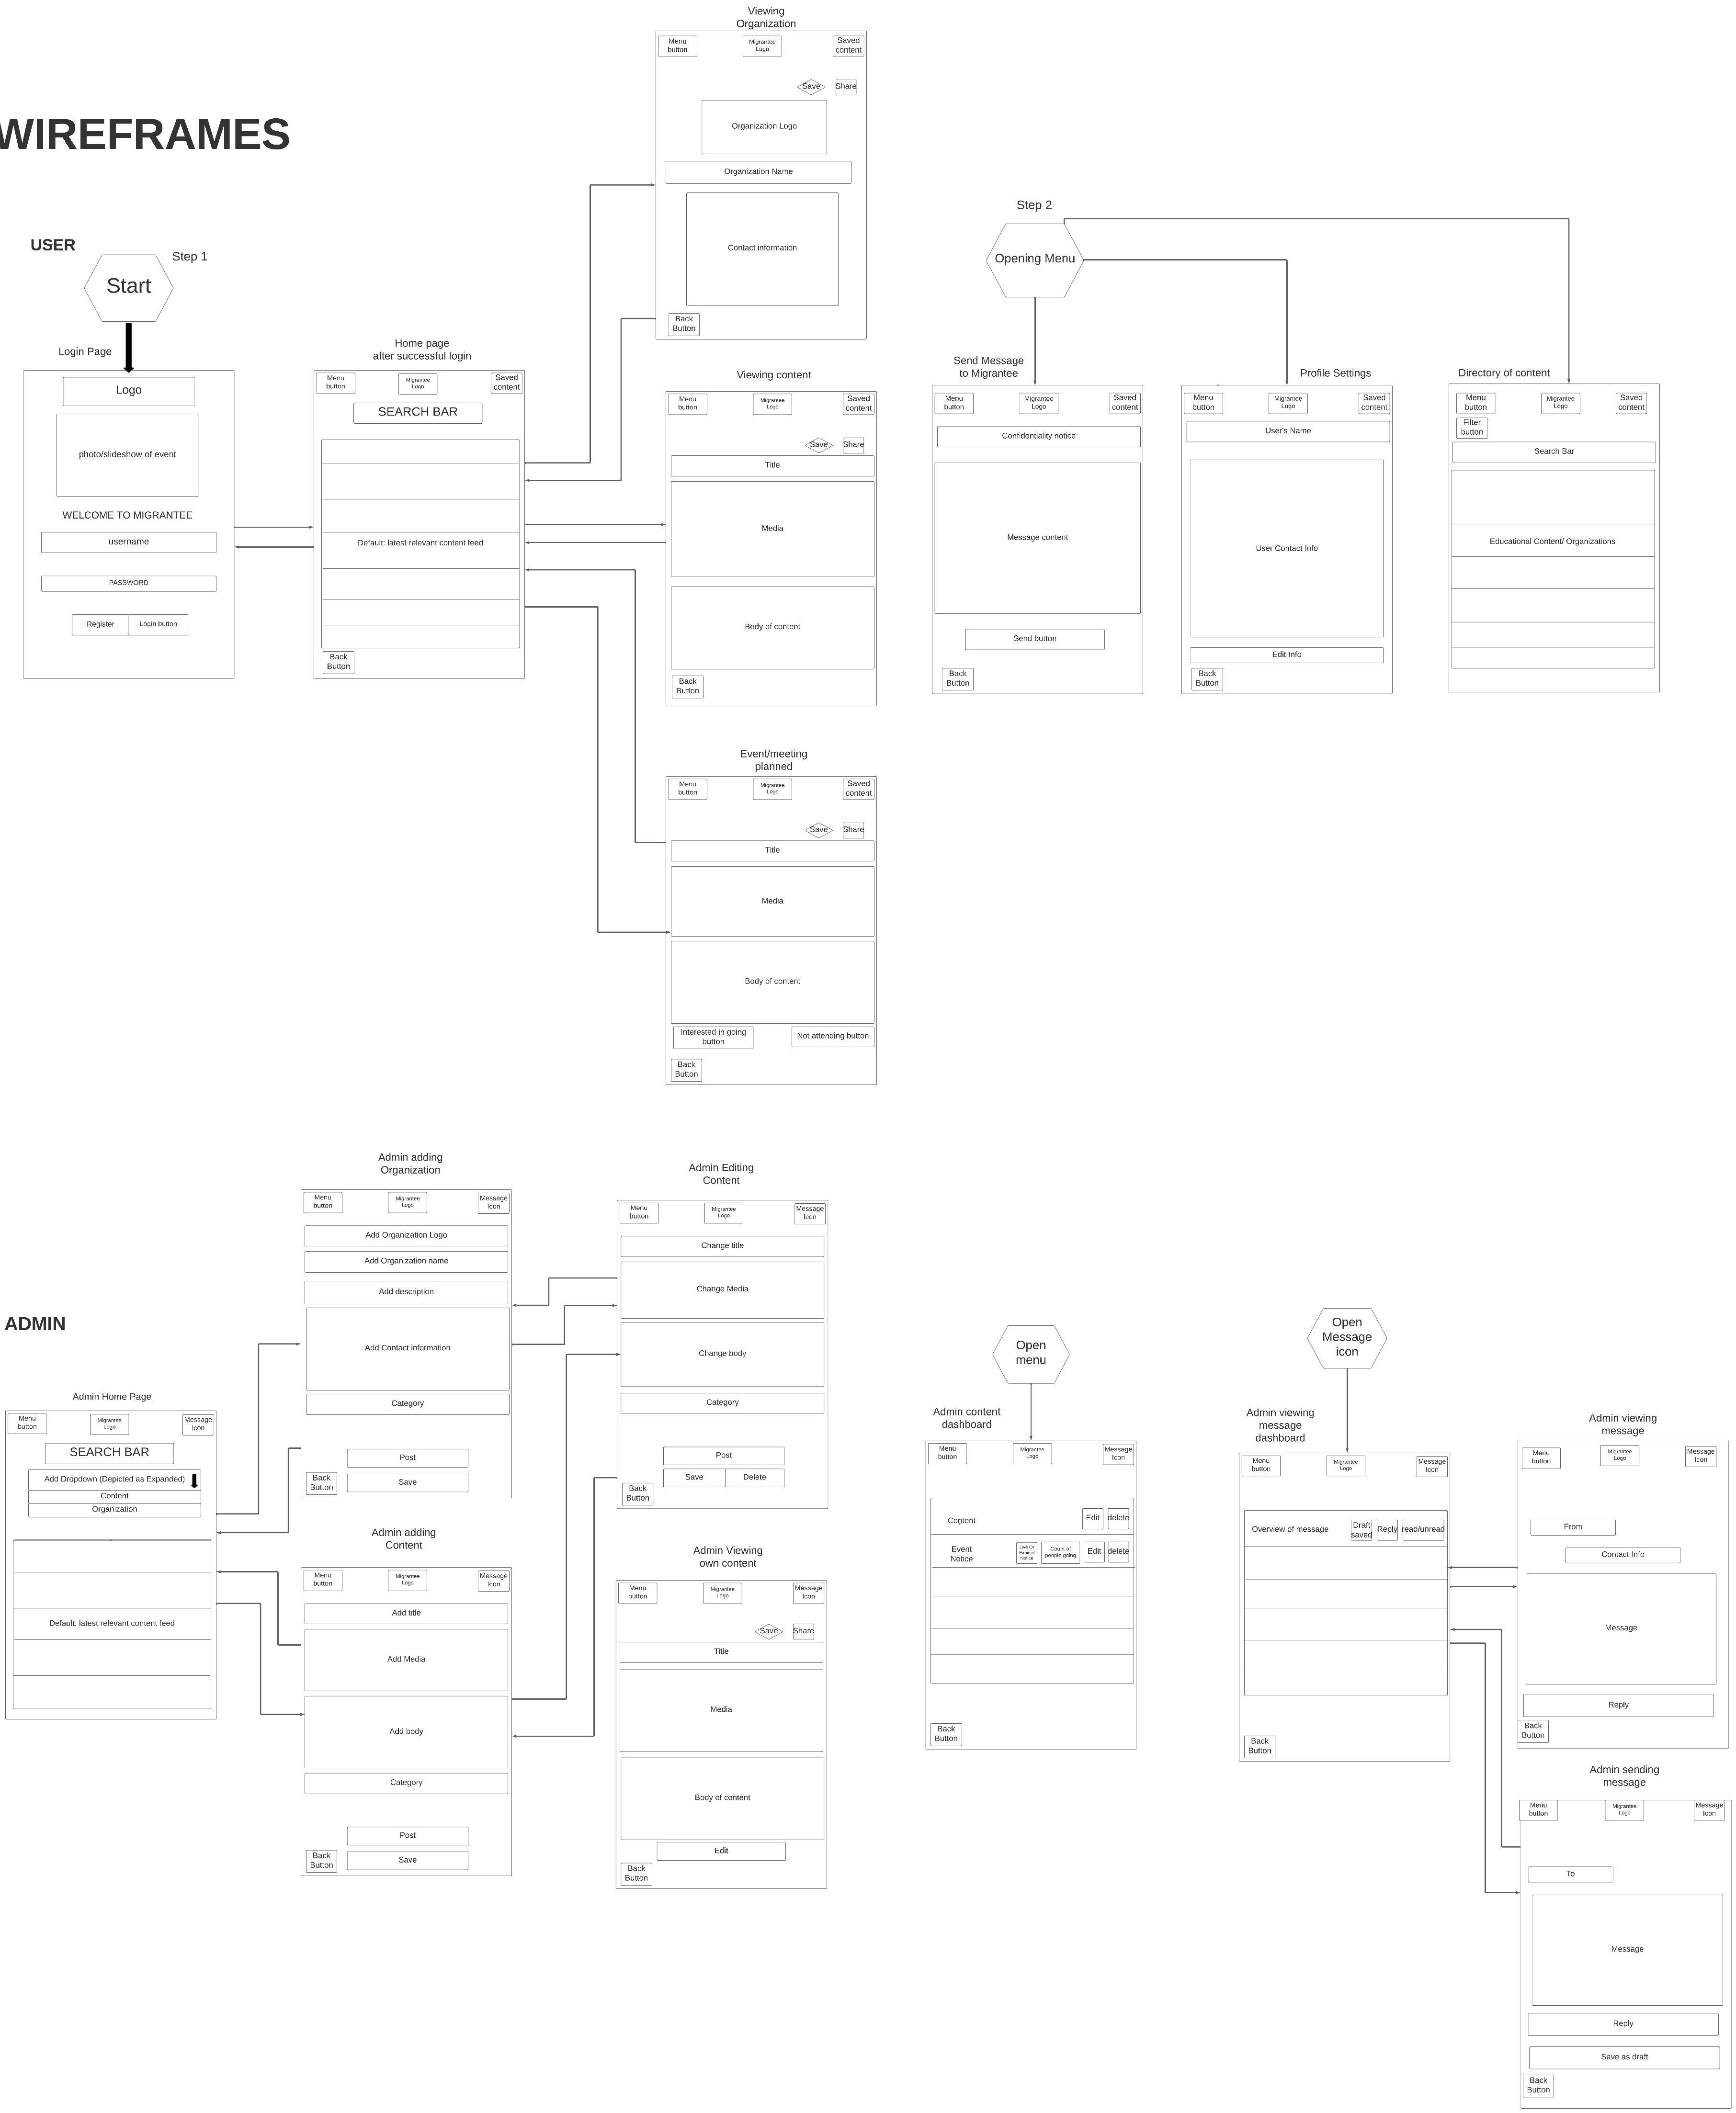 Viewing
Organization
Menu
button
Migrantee
Logo
Saved
content
Save
Share
Organization Logo
Organization Name
Contact information
Back
Button
WIREFRAMES
USER
Step 1
Start
Login Page
Logo
photo/slideshow of event
WELCOME TO MIGRANTEE
username
PASSWORD
Register
Login button
Home page
after successful login
Menu
button
Migrantee
Logo
Saved
content
SEARCH BAR
Default: latest relevant content feed
Back
Button
Viewing content
Menu
button
Migrantee
Logo
Saved
content
Save
Share
Title
Media
Body of content
Back
Button
Event/meeting
planned
Menu
button
Migrantee
Logo
Saved
content
Save
Share
Title
Media
Body of content
Interested in going
button
Not attending button
Back
Button
Step 2
Opening Menu
Send Message
to Migrantee
Menu
button
Migrantee
Logo
Saved
content
Confidentiality notice
Message content
Send button
Back
Button
Profile Settings
Menu
button
Migrantee
Logo
Saved
content
User's Name
User Contact Info
Edit Info
Back
Button
Directory of content
Menu
button
Migrantee
Logo
Saved
content
Filter
button
Search Bar
Educational Content/ Organizations
ADMIN
Admin Home Page
Menu
button
Migrantee
Logo
Message
Icon
SEARCH BAR
Add Dropdown (Depicted as Expanded)
Content
Organization
Default: latest relevant content feed
Admin adding
Organization
Menu
button
Migrantee
Logo
Message
Icon
Add Organization Logo
Add Organization name
Add description
Add Contact information
Category
Post
Save
Back
Button
Admin Editing
Content
Menu
button
Migrantee
Logo
Message
Icon
Change title
Change Media
Change body
Category
Post
Save
Delete
Back
Button
Admin adding
Content
Menu
button
Migrantee
Logo
Message
Icon
Add title
Add Media
Add body
Category
Post
Save
Back
Button
Admin Viewing
own content
Menu
button
Migrantee
Logo
Message
Icon
Save
Share
Title
Media
Body of content
Edit
Back
Button
Open
menu
Admin content
dashboard
Menu
button
Migrantee
Logo
Message
Icon
Content
Edit
delete
Event
Notice
Live Or
Expired
Notice
Count of
people going
Edit
delete
Back
Button
Open
Message
icon
Admin viewing
message
dashboard
Menu
button
Migrantee
Logo
Message
Icon
Overview of message
Draft
saved
Reply
read/unread
Back
Button
Admin viewing
message
Menu
button
Migrantee
Logo
Message
Icon
From
Contact Info
Message
Reply
Back
Button
Admin sending
message
Menu
button
Migrantee
Logo
Message
Icon
To
Message
Reply
Save as draft
Back
Button